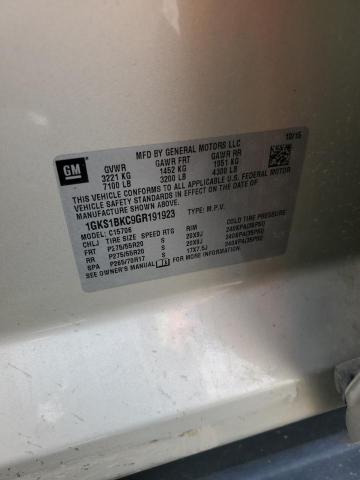 GM
MFD BY GENERAL MOTORS LLC 10/15
GVWR GAWR FRT GAWR RR
3221 KG 1452 KG 1951 KG
7100 LB 3200 LB 4300 LB
THIS VEHICLE CONFORMS TO ALL APPLICABLE U.S. FEDERAL MOTOR
VEHICLE SAFETY STANDARDS IN EFFECT ON THE DATE OF
MANUFACTURE SHOWN ABOVE.
1GKS1BKC9GR191923 TYPE: M.P.V.
MODEL: C15706
CHLJ TIRE SIZE SPEED RTG RIM COLD TIRE PRESSURE
FRT P275/55R20 S 20X9J 240KPA(35PSI)
RR P275/55R20 S 20X9J 240KPA(35PSI)
SPA P265/70R17 S 17X7.5J 240KPA(35PSI)
SEE OWNER'S MANUAL FOR MORE INFORMATION.